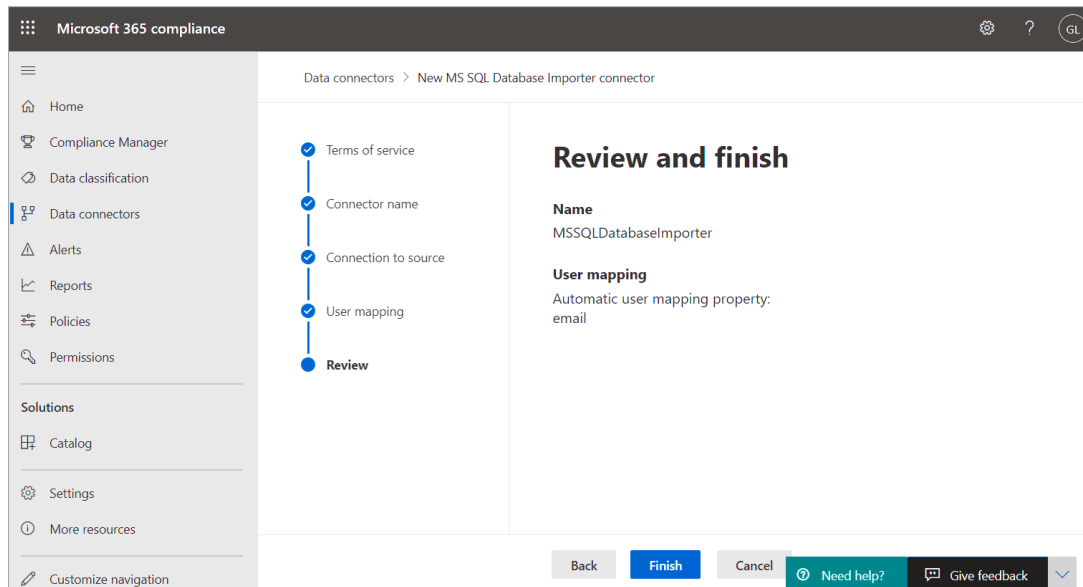 Microsoft 365 compliance
?
GL
Data connectors > New MS SQL Database Importer connector
Home
Compliance Manager
Data classification
Data connectors
Alerts
Reports
Policies
Permissions
Solutions
Catalog
Settings
More resources
Customize navigation
Terms of service
Connector name
Connection to source
User mapping
Review
Review and finish
Name
MSSQLDatabaseImporter
User mapping
Automatic user mapping property:
email
Back
Finish
Cancel
Need help?
Give feedback